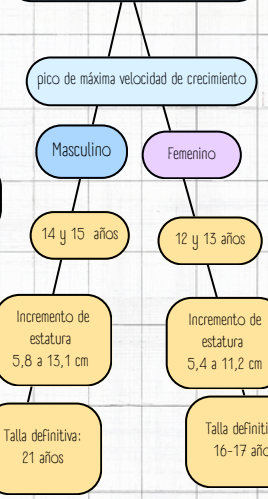 pico de máxima velocidad de crecimiento
Masculino
Femenino
14 y 15 años
12 y 13 años
Incremento de
estatura
5,8 a 13,1 cm
Incremento de
estatura
5,4 a 11,2 cm
Talla definitiva:
21 años
Talla definiti
16-17 año